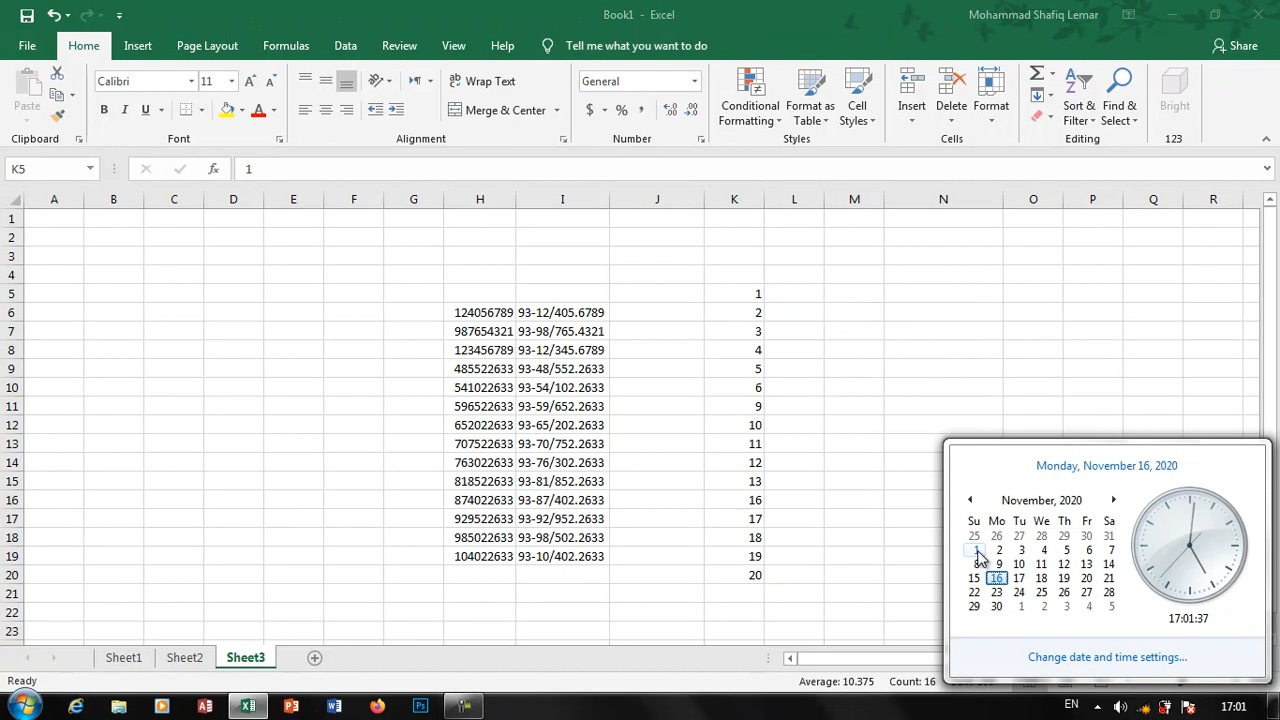 Book1 - Excel
Mohammad Shafiq Lemar
File Home Insert Page Layout Formulas Data Review View Help Tell me what you want to do Share
Paste
Calibri 11
Wrap Text
Merge & Center
General
$ % ,
Conditional Formatting
Format as Table
Cell Styles
Insert
Delete
Format
Sort & Filter
Find & Select
Bright
Clipboard Font Alignment Number Styles Cells Editing 123
K5 fx 1
A B C D E F G H I J K L M N O P Q R
1
2
3
4
5 1
6 124056789 93-12/405.6789 2
7 987654321 93-98/765.4321 3
8 123456789 93-12/345.6789 4
9 485522633 93-48/552.2633 5
10 541022633 93-54/102.2633 6
11 596522633 93-59/652.2633 9
12 652022633 93-65/202.2633 10
13 707522633 93-70/752.2633 11
14 763022633 93-76/302.2633 12
15 818522633 93-81/852.2633 13
16 874022633 93-87/402.2633 16
17 929522633 93-92/952.2633 17
18 985022633 93-98/502.2633 18
19 104022633 93-10/402.2633 19
20 20
21
22
23
Monday, November 16, 2020
November, 2020
Su Mo Tu We Th Fr Sa
25 26 27 28 29 30 31
1 2 3 4 5 6 7
8 9 10 11 12 13 14
15 16 17 18 19 20 21
22 23 24 25 26 27 28
29 30 1 2 3 4 5
17:01:37
Change date and time settings...
Sheet1 Sheet2 Sheet3
Ready
Average: 10.375 Count: 16
EN 17:01